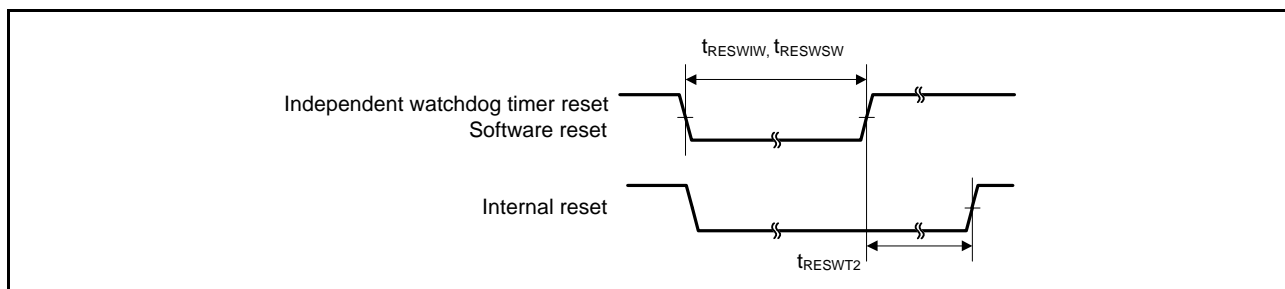 tRESWIW, tRESWSW
Independent watchdog timer reset
Software reset
Internal reset
tRESWT2